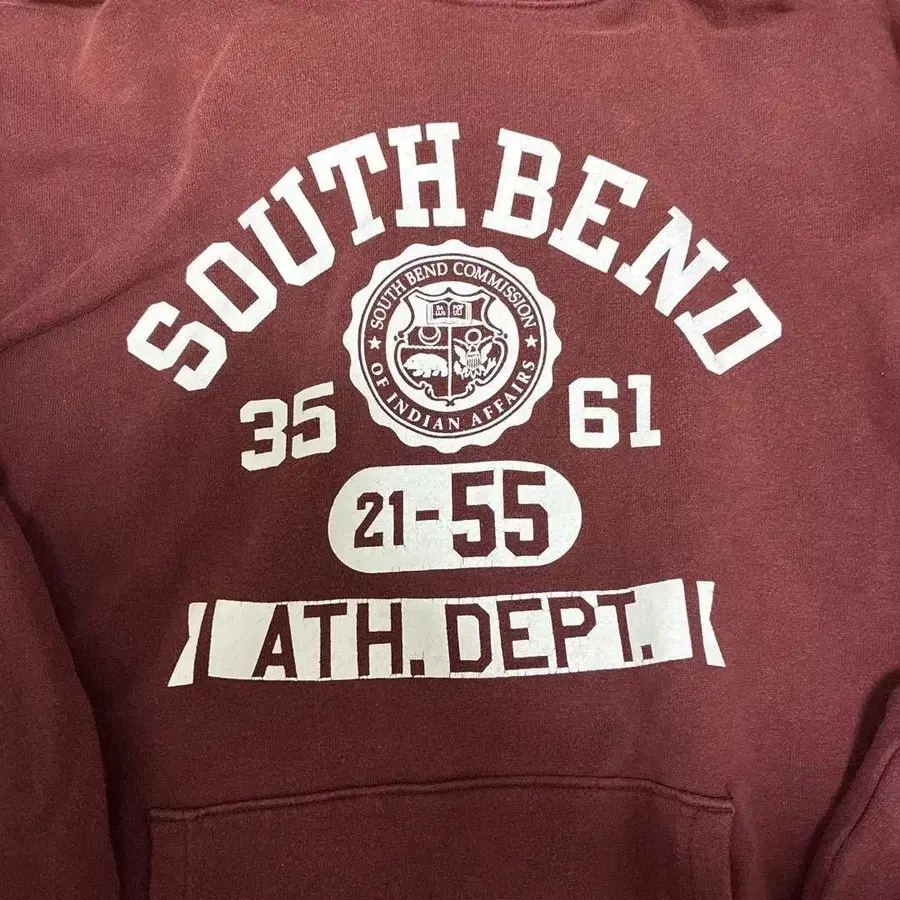 SOUTH BEND
SOUTH BEND COMMISSION
★ OF INDIAN AFFAIRS ★
35
61
21-55
ATH. DEPT.